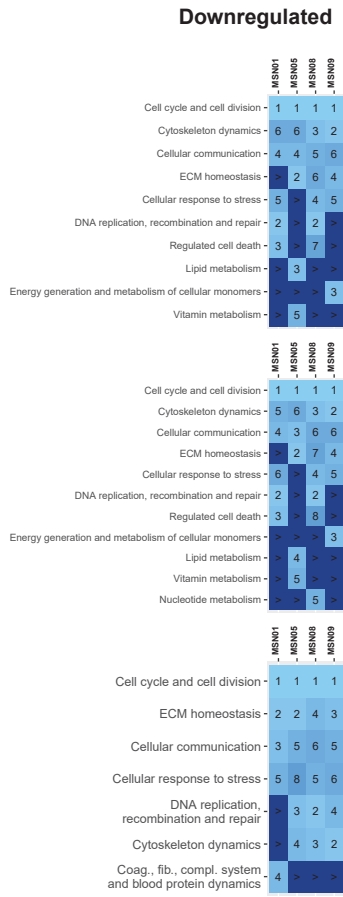 Downregulated
MSN01 MSN05 MSN08 MSN09
Cell cycle and cell division 1 1 1 1
Cytoskeleton dynamics 6 6 3 2
Cellular communication 4 4 5 6
ECM homeostasis > 2 6 4
Cellular response to stress 5 > 4 5
DNA replication, recombination and repair 2 > 2 >
Regulated cell death 3 > 7 >
Lipid metabolism > 3 > >
Energy generation and metabolism of cellular monomers > > > 3
Vitamin metabolism > 5 > >
MSN01 MSN05 MSN08 MSN09
Cell cycle and cell division 1 1 1 1
Cytoskeleton dynamics 5 6 3 2
Cellular communication 4 3 6 6
ECM homeostasis > 2 7 4
Cellular response to stress 6 > 4 5
DNA replication, recombination and repair 2 > 2 >
Regulated cell death 3 > 8 >
Energy generation and metabolism of cellular monomers > > > 3
Lipid metabolism > 4 > >
Vitamin metabolism > 5 > >
Nucleotide metabolism > > 5 >
MSN01 MSN05 MSN08 MSN09
Cell cycle and cell division 1 1 1 1
ECM homeostasis 2 2 4 3
Cellular communication 3 5 6 5
Cellular response to stress 5 8 5 6
DNA replication,
recombination and repair > 3 2 4
Cytoskeleton dynamics > 4 3 2
Coag., fib., compl. system
and blood protein dynamics 4 > > >